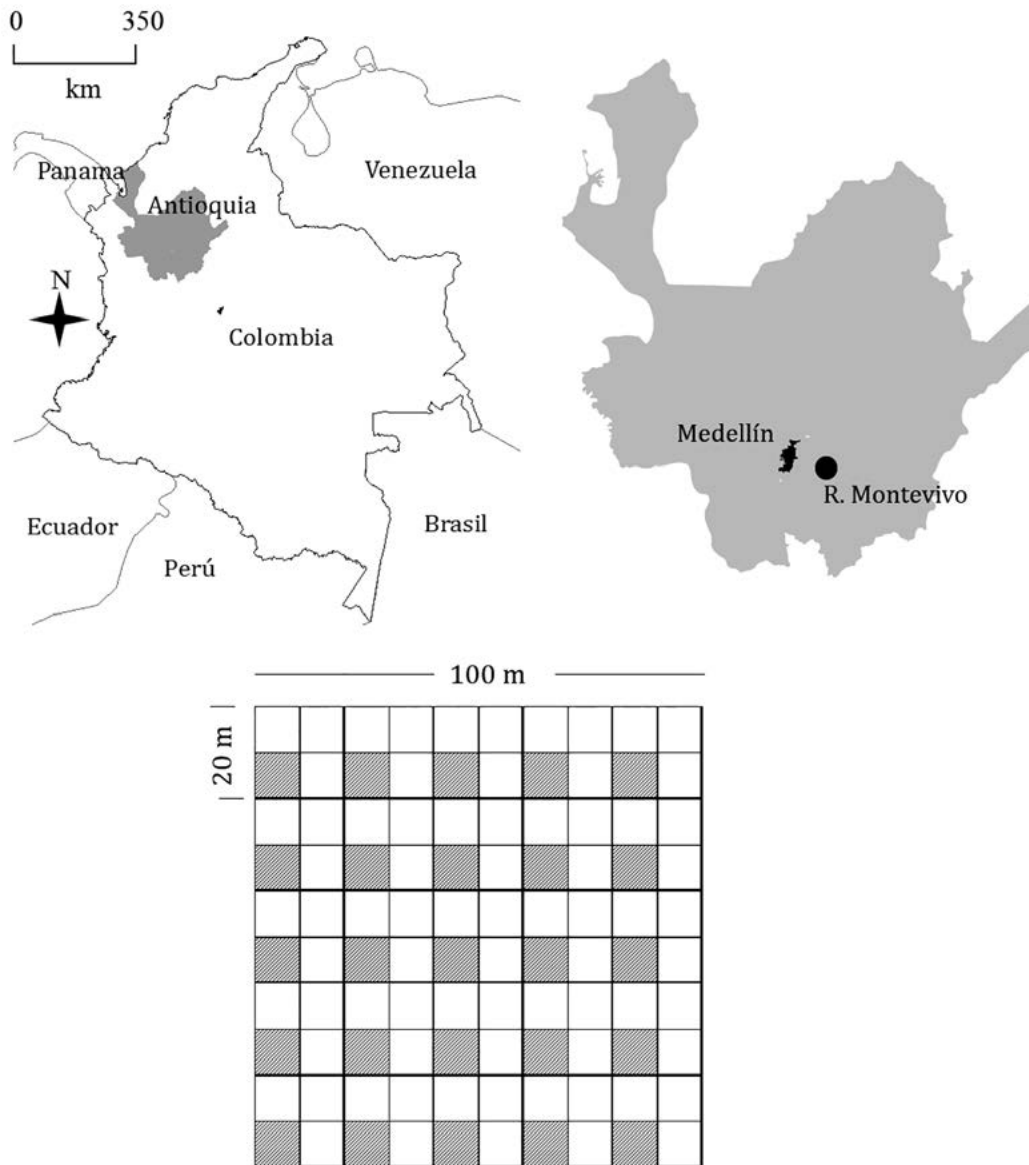 0 350
km
Panama
Antioquia
Venezuela
N
Colombia
Ecuador
Perú
Brasil
Medellín
R. Montevivo
100 m
20 m